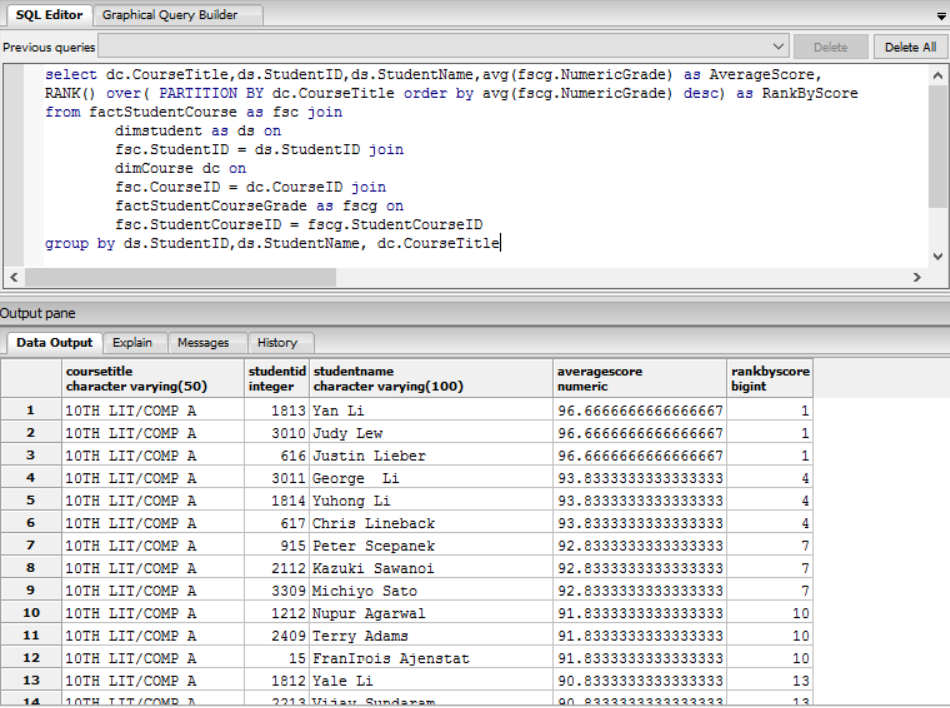 SQL Editor Graphical Query Builder
Previous queries Delete Delete All
select dc.CourseTitle,ds.StudentID,ds.StudentName,avg(fscg.NumericGrade) as AverageScore,
RANK() over( PARTITION BY dc.CourseTitle order by avg(fscg.NumericGrade) desc) as RankByScore
from factStudentCourse as fsc join
dimstudent as ds on
fsc.StudentID = ds.StudentID join
dimCourse dc on
fsc.CourseID = dc.CourseID join
factStudentCourseGrade as fscg on
fsc.StudentCourseID = fscg.StudentCourseID
group by ds.StudentID,ds.StudentName, dc.CourseTitle
Output pane
Data Output Explain Messages History
coursetitle studentid studentname averagescore rankbyscore
character varying(50) integer character varying(100) numeric bigint
1 10TH LIT/COMP A 1813 Yan Li 96.6666666666666667 1
2 10TH LIT/COMP A 3010 Judy Lew 96.6666666666666667 1
3 10TH LIT/COMP A 616 Justin Lieber 96.6666666666666667 1
4 10TH LIT/COMP A 3011 George Li 93.8333333333333333 4
5 10TH LIT/COMP A 1814 Yuhong Li 93.8333333333333333 4
6 10TH LIT/COMP A 617 Chris Lineback 93.8333333333333333 4
7 10TH LIT/COMP A 915 Peter Scepanek 92.8333333333333333 7
8 10TH LIT/COMP A 2112 Kazuki Sawanoi 92.8333333333333333 7
9 10TH LIT/COMP A 3309 Michiyo Sato 92.8333333333333333 7
10 10TH LIT/COMP A 1212 Nupur Agarwal 91.8333333333333333 10
11 10TH LIT/COMP A 2409 Terry Adams 91.8333333333333333 10
12 10TH LIT/COMP A 15 FranIrois Ajenstat 91.8333333333333333 10
13 10TH LIT/COMP A 1812 Yale Li 90.8333333333333333 13
14 10TH LIT/COMP A 2213 Vijay Sundaram 90.8333333333333333 13